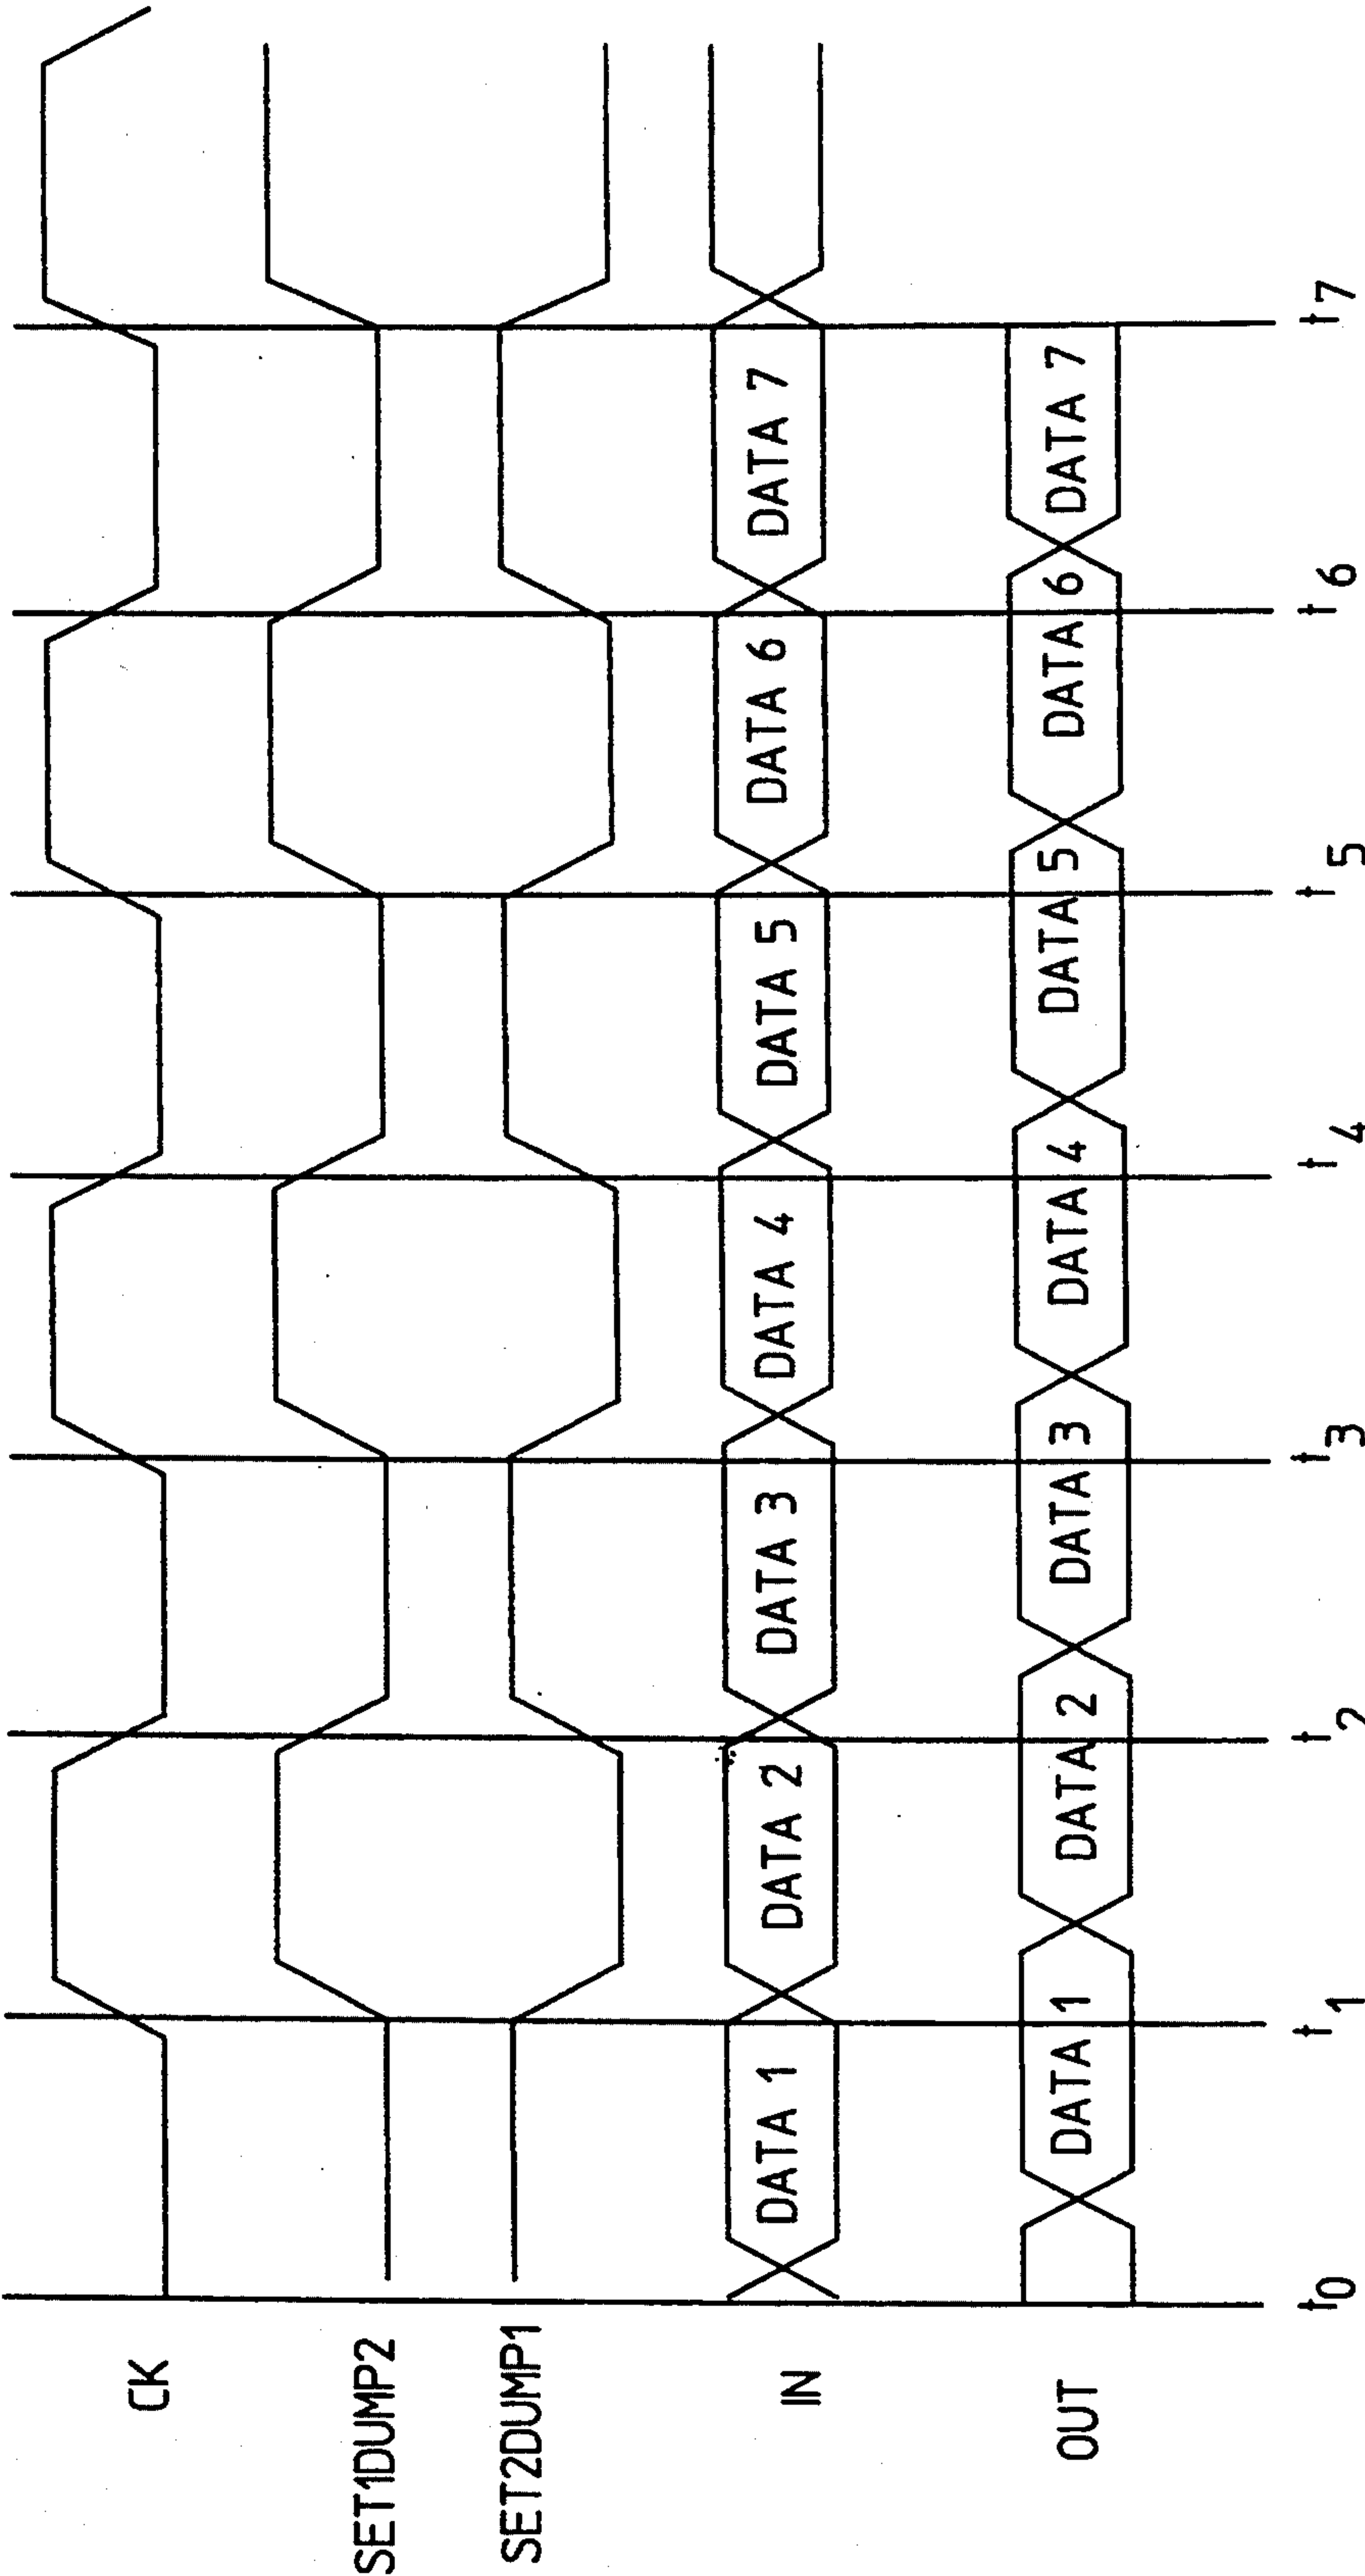 CK
SET1DUMP2
SET2DUMP1
IN
DATA 1
DATA 2
DATA 3
DATA 4
DATA 5
DATA 6
DATA 7
OUT
DATA 1
DATA 2
DATA 3
DATA 4
DATA 5
DATA 6
DATA 7
t0
t1
t2
t3
t4
t5
t6
t7